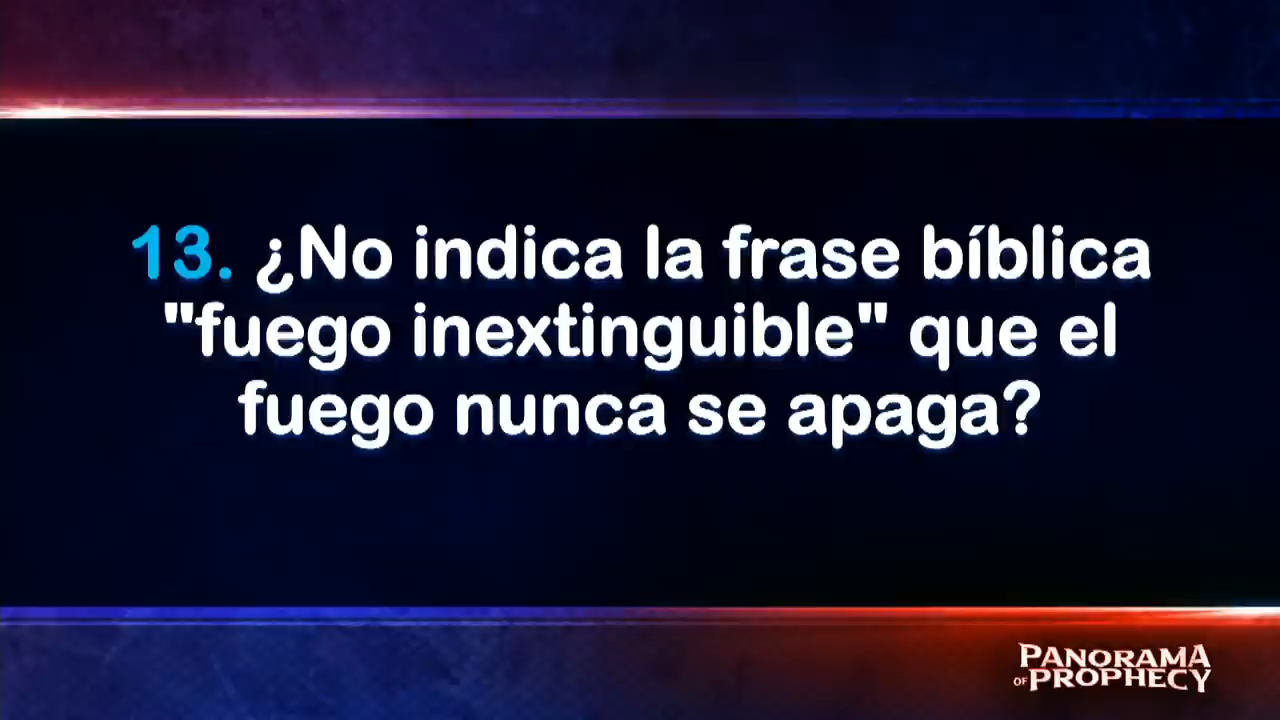 13. ¿No indica la frase bíblica
"fuego inextinguible" que el
fuego nunca se apaga?
PANORAMA
OF PROPHECY